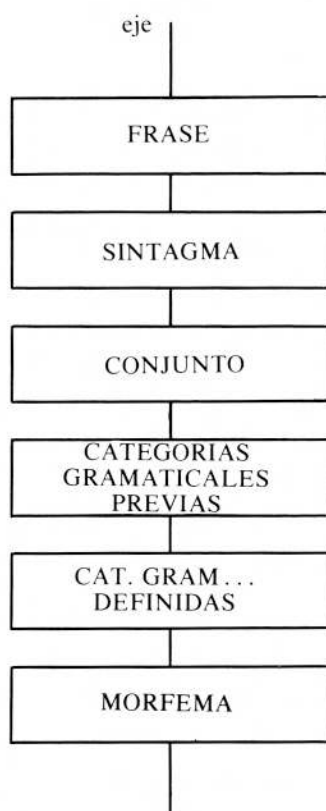 eje
FRASE
SINTAGMA
CONJUNTO
CATEGORIAS
GRAMATICALES
PREVIAS
CAT. GRAM...
DEFINIDAS
MORFEMA